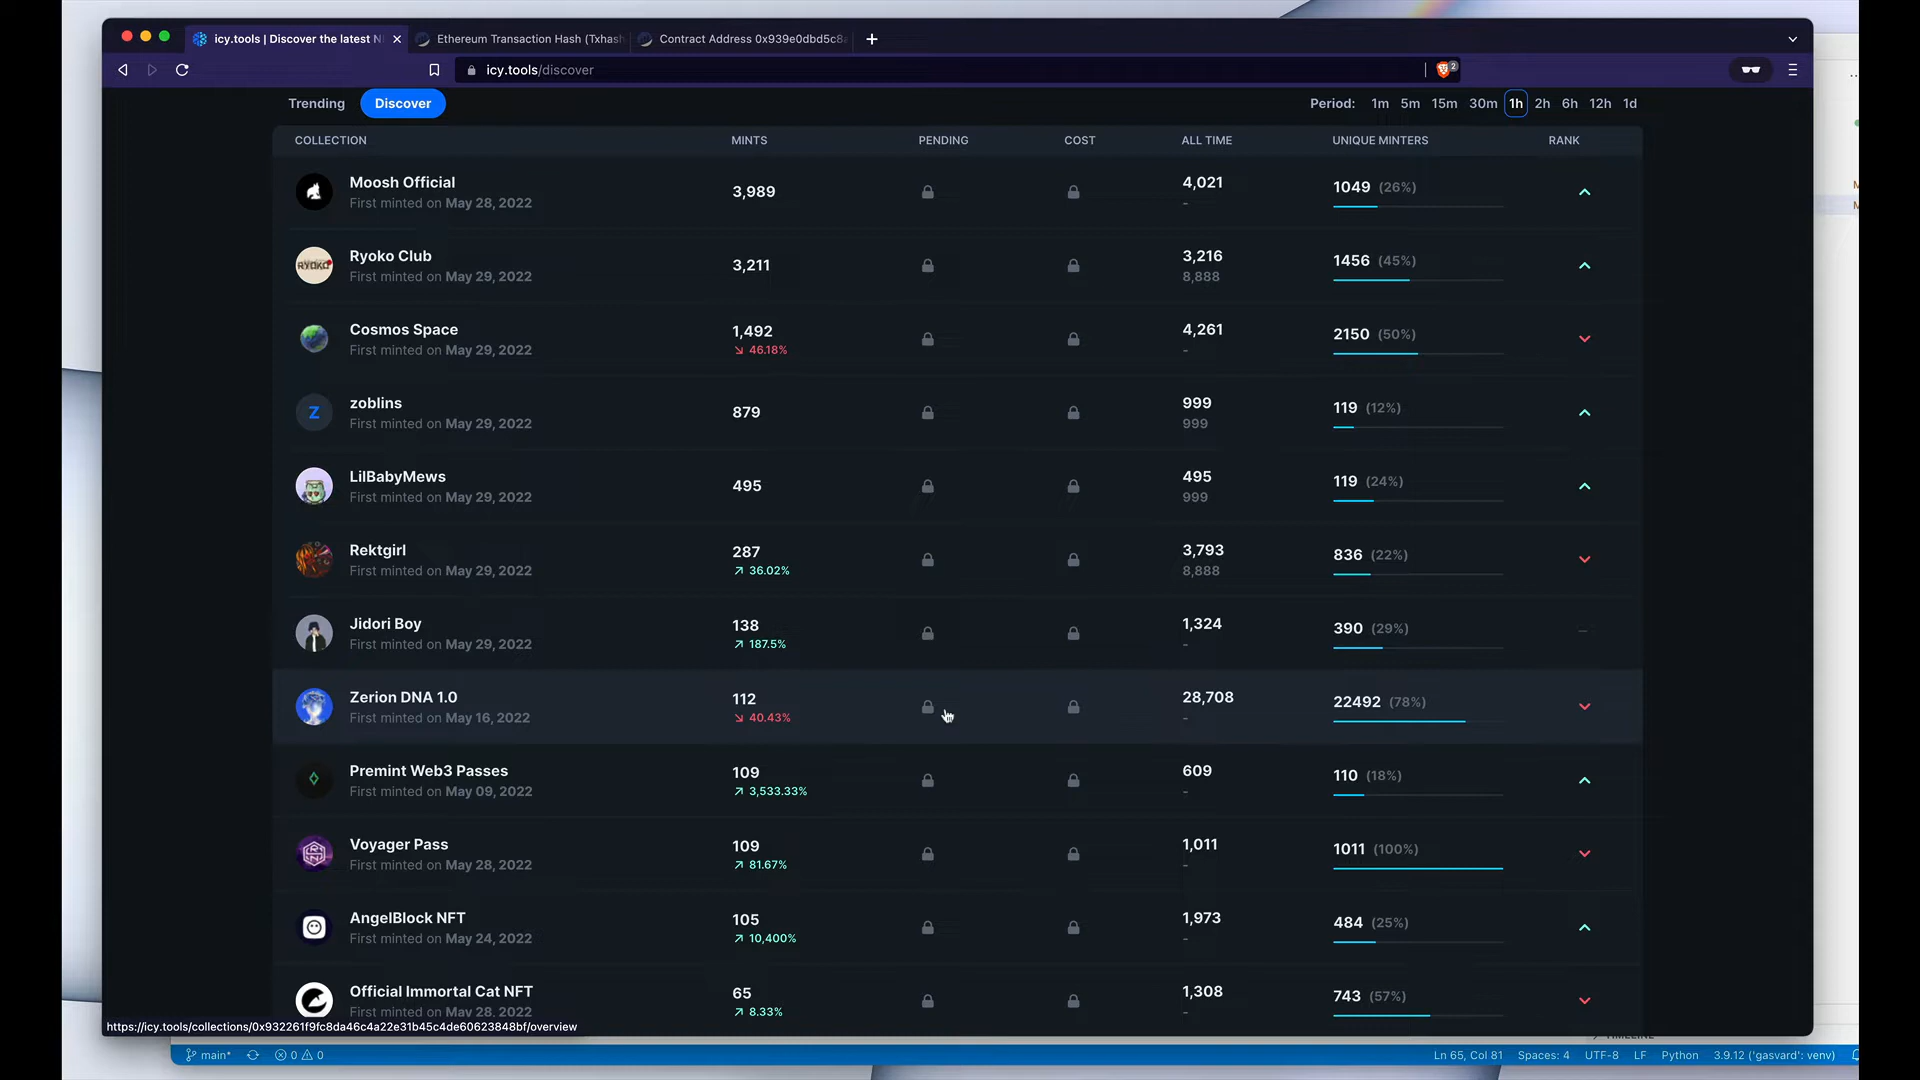 icy.tools | Discover the latest N
Ethereum Transaction Hash (Txhash
Contract Address 0x939e0dbd5c8
icy.tools/discover
2
Trending
Discover
Period: 1m 5m 15m 30m 1h 2h 6h 12h 1d
COLLECTION MINTS PENDING COST ALL TIME UNIQUE MINTERS RANK
Moosh Official
First minted on May 28, 2022
3,989
4,021
-
1049 (26%)
RYOKO
Ryoko Club
First minted on May 29, 2022
3,211
3,216
8,888
1456 (45%)
Cosmos Space
First minted on May 29, 2022
1,492
46.18%
4,261
-
2150 (50%)
Z
zoblins
First minted on May 29, 2022
879
999
999
119 (12%)
LilBabyMews
First minted on May 29, 2022
495
495
999
119 (24%)
Rektgirl
First minted on May 29, 2022
287
36.02%
3,793
8,888
836 (22%)
Jidori Boy
First minted on May 29, 2022
138
187.5%
1,324
-
390 (29%)
Zerion DNA 1.0
First minted on May 16, 2022
112
40.43%
28,708
-
22492 (78%)
Premint Web3 Passes
First minted on May 09, 2022
109
3,533.33%
609
-
110 (18%)
Voyager Pass
First minted on May 28, 2022
109
81.67%
1,011
-
1011 (100%)
AngelBlock NFT
First minted on May 24, 2022
105
10,400%
1,973
-
484 (25%)
Official Immortal Cat NFT
First minted on May 28, 2022
65
8.33%
1,308
-
743 (57%)
https://icy.tools/collections/0x932261f9fc8da46c4a22e31b45c4de60623848bf/overview
main* 0 0
Ln 65, Col 81 Spaces: 4 UTF-8 LF Python 3.9.12 ('gasvard': venv)